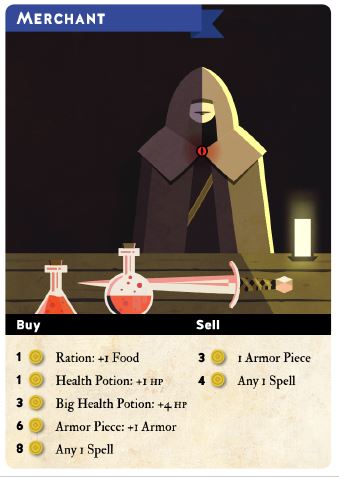 Merchant
Buy Sell
1 Ration: +1 Food
1 Health Potion: +1 HP
3 Big Health Potion: +4 HP
6 Armor Piece: +1 Armor
8 Any 1 Spell
3 1 Armor Piece
4 Any 1 Spell